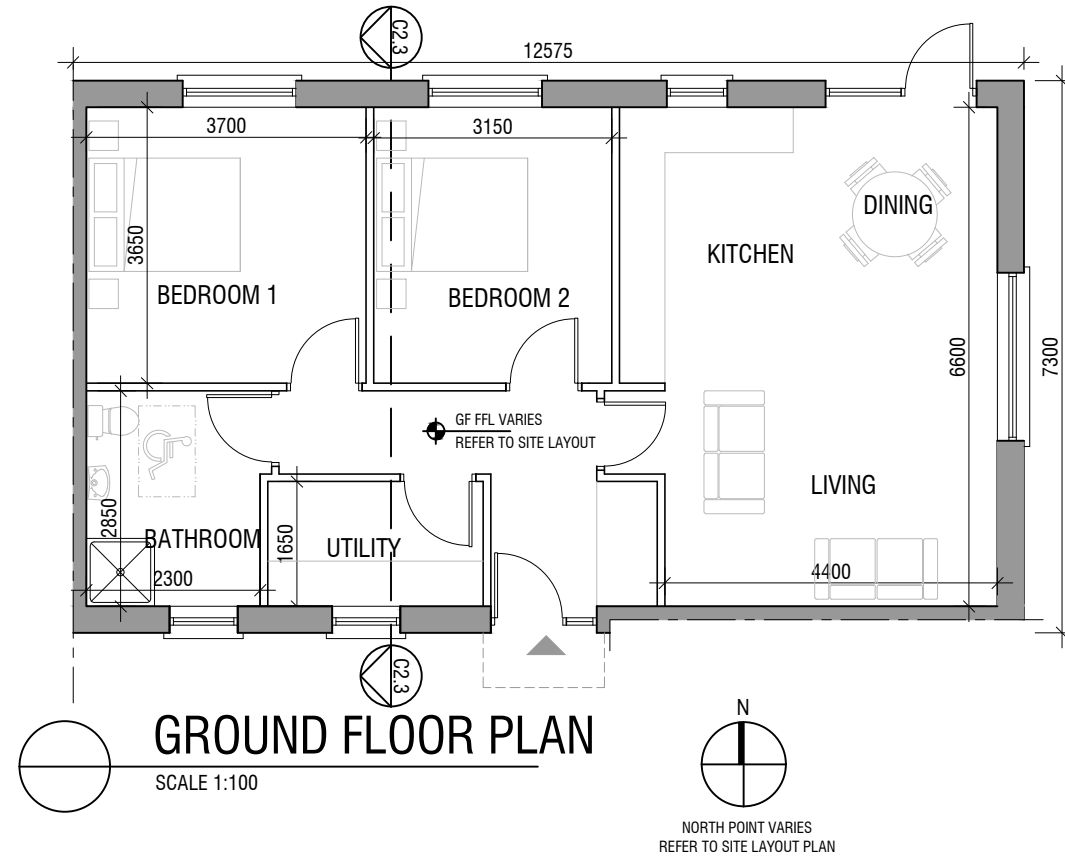 C2.3
12575
3700
3150
DINING
3650
KITCHEN
BEDROOM 1
BEDROOM 2
6600
7300
GF FFL VARIES
REFER TO SITE LAYOUT
LIVING
2850
BATHROOM
1650
UTILITY
2300
4400
C2.3
GROUND FLOOR PLAN
SCALE 1:100
N
NORTH POINT VARIES
REFER TO SITE LAYOUT PLAN